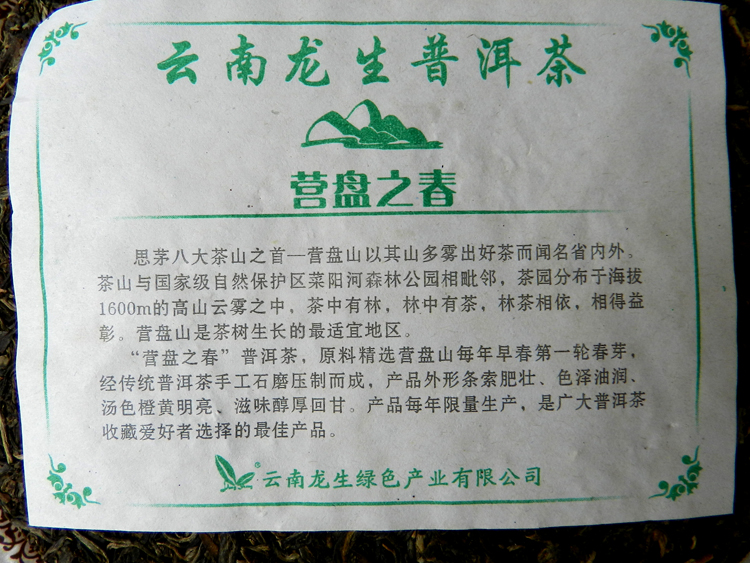 云南龙生普洱茶
营盘之春
思茅八大茶山之首—营盘山以其山多雾出好茶而闻名省内外。
茶山与国家级自然保护区菜阳河森林公园相毗邻，茶园分布于海拔
1600m的高山云雾之中，茶中有林，林中有茶，林茶相依，相得益
彰。营盘山是茶树生长的最适宜地区。
“营盘之春”普洱茶，原料精选营盘山每年早春第一轮春芽，
经传统普洱茶手工石磨压制而成，产品外形条索肥壮、色泽油润、
汤色橙黄明亮、滋味醇厚回甘。产品每年限量生产，是广大普洱茶
收藏爱好者选择的最佳产品。
®云南龙生绿色产业有限公司